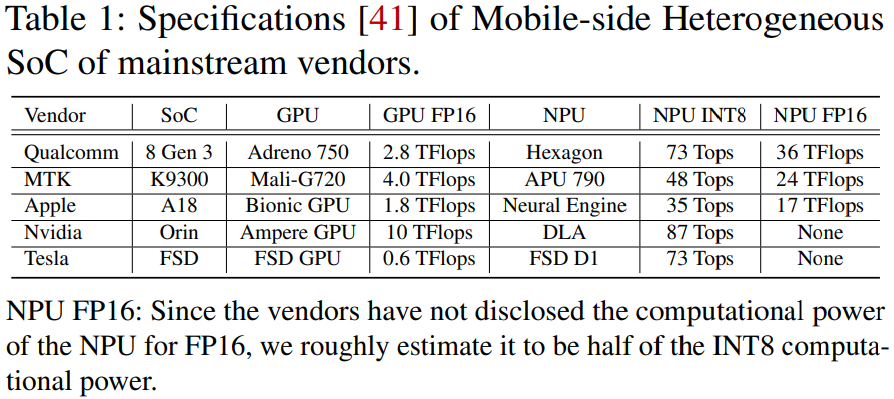 Table 1: Specifications [41] of Mobile-side Heterogeneous
SoC of mainstream vendors.
Vendor SoC GPU GPU FP16 NPU NPU INT8 NPU FP16
Qualcomm 8 Gen 3 Adreno 750 2.8 TFlops Hexagon 73 Tops 36 TFlops
MTK K9300 Mali-G720 4.0 TFlops APU 790 48 Tops 24 TFlops
Apple A18 Bionic GPU 1.8 TFlops Neural Engine 35 Tops 17 TFlops
Nvidia Orin Ampere GPU 10 TFlops DLA 87 Tops None
Tesla FSD FSD GPU 0.6 TFlops FSD D1 73 Tops None
NPU FP16: Since the vendors have not disclosed the computational power
of the NPU for FP16, we roughly estimate it to be half of the INT8 computa-
tional power.